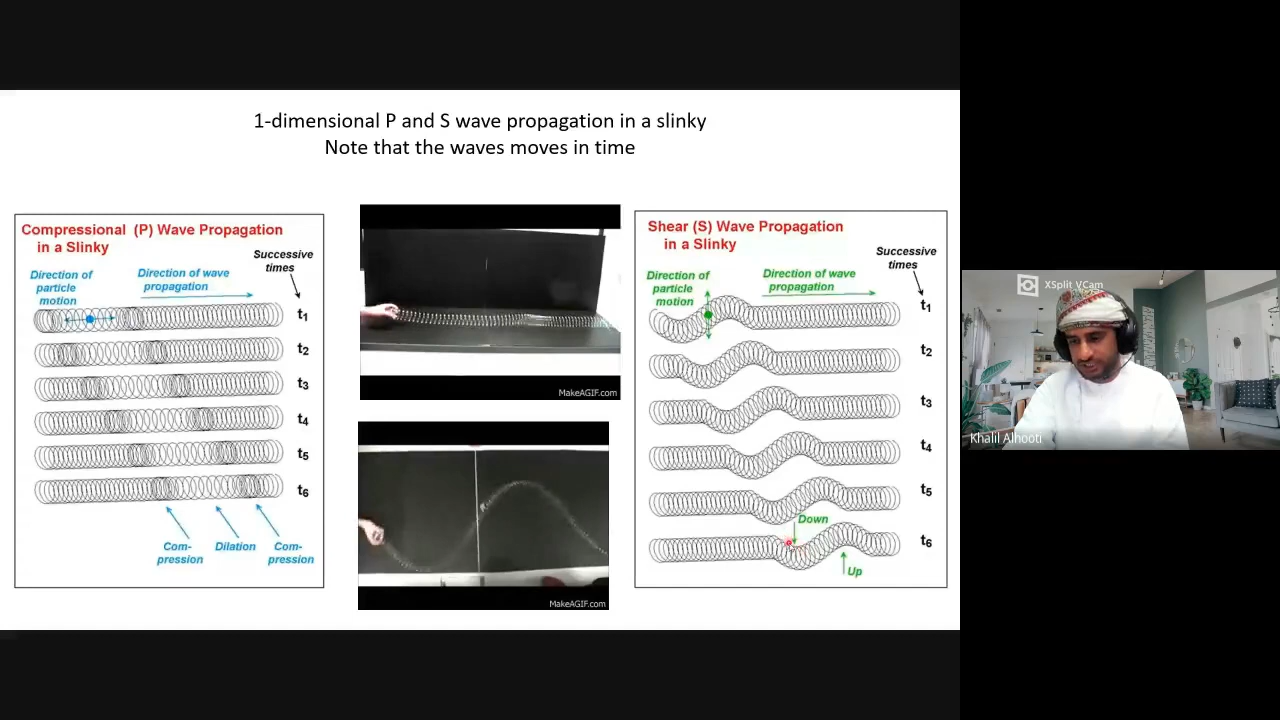 1-dimensional P and S wave propagation in a slinky
Note that the waves moves in time
Compressional (P) Wave Propagation
in a Slinky
Successive
times
Direction of
particle
motion
Direction of wave
propagation
t1
t2
t3
t4
t5
t6
Com-
pression
Dilation
Com-
pression
MakeAGIF.com
MakeAGIF.com
Shear (S) Wave Propagation
in a Slinky
Successive
times
Direction of
particle
motion
Direction of wave
propagation
t1
t2
t3
t4
t5
Down
t6
Up
XSplit VCam
Khalil Alhooti